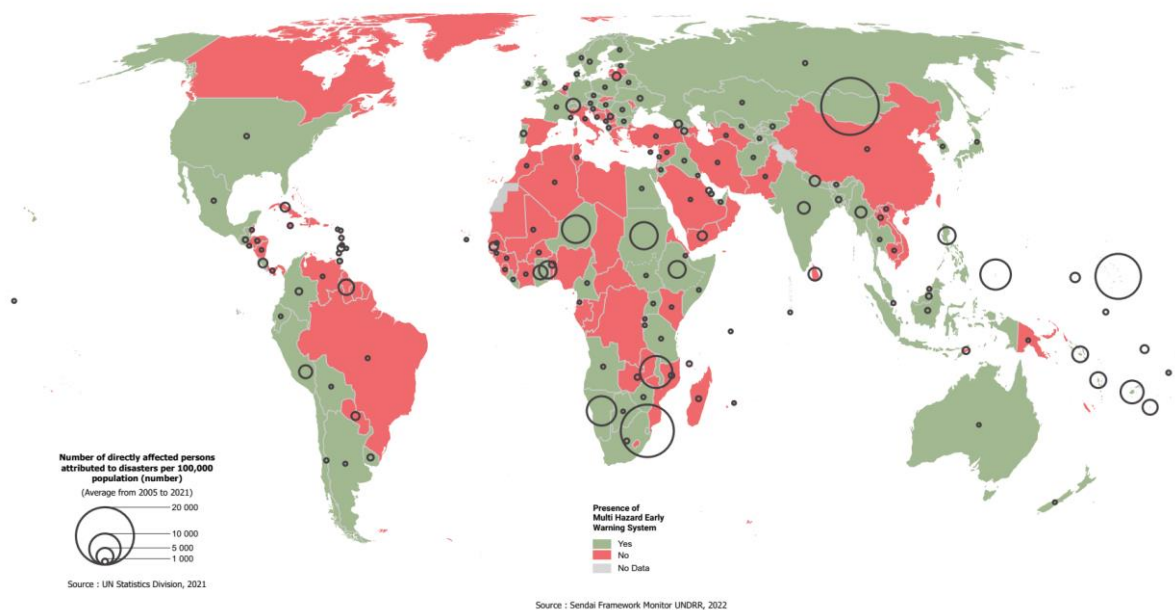 Number of directly affected persons
attributed to disasters per 100,000
population (number)
(Average from 2005 to 2021)
20 000
10 000
5 000
1 000
Source : UN Statistics Division, 2021
Presence of
Multi Hazard Early
Warning System
Yes
No
No Data
Source : Sendai Framework Monitor UNDRR, 2022